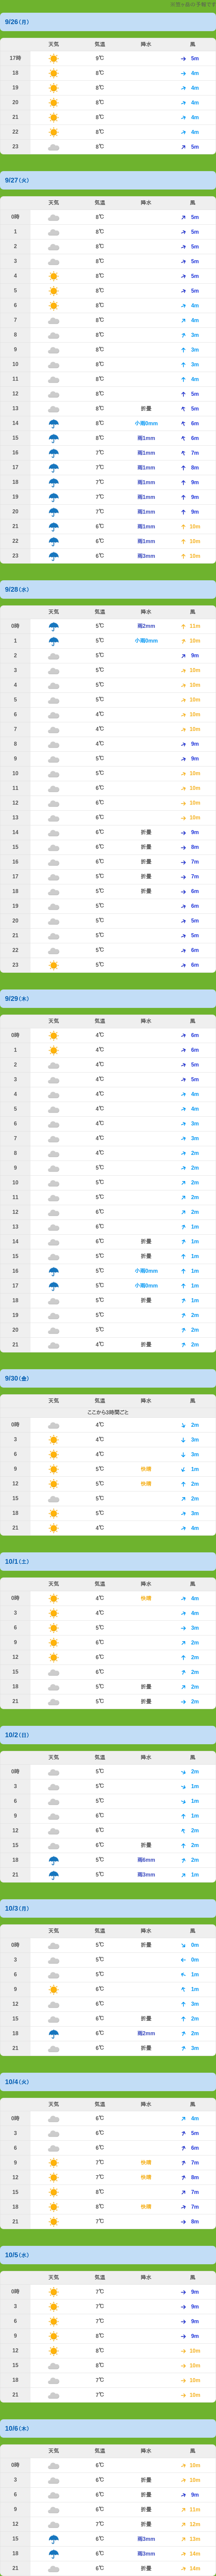 9/26(月)
天気 気温 降水 風
17時 9℃ 5m
18 8℃ 4m
19 8℃ 4m
20 8℃ 4m
21 8℃ 4m
22 8℃ 4m
23 8℃ 5m
9/27(火)
天気 気温 降水 風
0時 8℃ 5m
1 8℃ 5m
2 8℃ 5m
3 8℃ 5m
4 8℃ 5m
5 8℃ 5m
6 8℃ 4m
7 8℃ 4m
8 8℃ 3m
9 8℃ 3m
10 8℃ 3m
11 8℃ 4m
12 8℃ 5m
13 8℃ 折畳 5m
14 8℃ 小雨0mm 6m
15 8℃ 雨1mm 6m
16 7℃ 雨1mm 7m
17 7℃ 雨1mm 8m
18 7℃ 雨1mm 9m
19 7℃ 雨1mm 9m
20 7℃ 雨1mm 9m
21 6℃ 雨1mm 10m
22 6℃ 雨1mm 10m
23 6℃ 雨3mm 10m
9/28(水)
天気 気温 降水 風
0時 5℃ 雨2mm 11m
1 5℃ 小雨0mm 10m
2 5℃ 9m
3 5℃ 10m
4 5℃ 10m
5 5℃ 10m
6 4℃ 10m
7 4℃ 10m
8 4℃ 9m
9 5℃ 9m
10 5℃ 10m
11 6℃ 10m
12 6℃ 10m
13 6℃ 10m
14 6℃ 折畳 9m
15 6℃ 折畳 8m
16 6℃ 折畳 7m
17 5℃ 折畳 7m
18 5℃ 折畳 6m
19 5℃ 6m
20 5℃ 5m
21 5℃ 5m
22 5℃ 6m
23 5℃ 6m
9/29(木)
天気 気温 降水 風
0時 4℃ 6m
1 4℃ 6m
2 4℃ 5m
3 4℃ 5m
4 4℃ 4m
5 4℃ 4m
6 4℃ 3m
7 4℃ 3m
8 4℃ 2m
9 5℃ 2m
10 5℃ 2m
11 5℃ 2m
12 6℃ 2m
13 6℃ 1m
14 6℃ 折畳 1m
15 5℃ 折畳 1m
16 5℃ 小雨0mm 1m
17 5℃ 小雨0mm 1m
18 5℃ 折畳 1m
19 5℃ 2m
20 5℃ 2m
21 4℃ 折畳 2m
9/30(金)
天気 気温 降水 風
ここから3時間ごと
0時 4℃ 2m
3 4℃ 3m
6 4℃ 3m
9 5℃ 快晴 1m
12 5℃ 快晴 2m
15 5℃ 2m
18 5℃ 3m
21 4℃ 4m
10/1(土)
天気 気温 降水 風
0時 4℃ 快晴 4m
3 4℃ 4m
6 5℃ 3m
9 6℃ 2m
12 6℃ 2m
15 6℃ 2m
18 5℃ 折畳 2m
21 5℃ 折畳 2m
10/2(日)
天気 気温 降水 風
0時 5℃ 2m
3 5℃ 1m
6 5℃ 1m
9 6℃ 1m
12 6℃ 2m
15 6℃ 折畳 2m
18 5℃ 雨6mm 2m
21 5℃ 雨3mm 1m
10/3(月)
天気 気温 降水 風
0時 5℃ 折畳 0m
3 5℃ 0m
6 5℃ 1m
9 6℃ 1m
12 6℃ 3m
15 6℃ 折畳 2m
18 6℃ 雨2mm 2m
21 6℃ 折畳 3m
10/4(火)
天気 気温 降水 風
0時 6℃ 4m
3 6℃ 5m
6 6℃ 6m
9 7℃ 快晴 7m
12 7℃ 快晴 8m
15 8℃ 7m
18 8℃ 快晴 7m
21 7℃ 8m
10/5(水)
天気 気温 降水 風
0時 7℃ 9m
3 7℃ 9m
6 7℃ 9m
9 8℃ 9m
12 8℃ 10m
15 8℃ 10m
18 7℃ 10m
21 7℃ 10m
10/6(木)
天気 気温 降水 風
0時 6℃ 10m
3 6℃ 折畳 10m
6 6℃ 折畳 9m
9 6℃ 折畳 11m
12 7℃ 折畳 12m
15 6℃ 雨3mm 13m
18 6℃ 雨3mm 14m
21 6℃ 折畳 14m